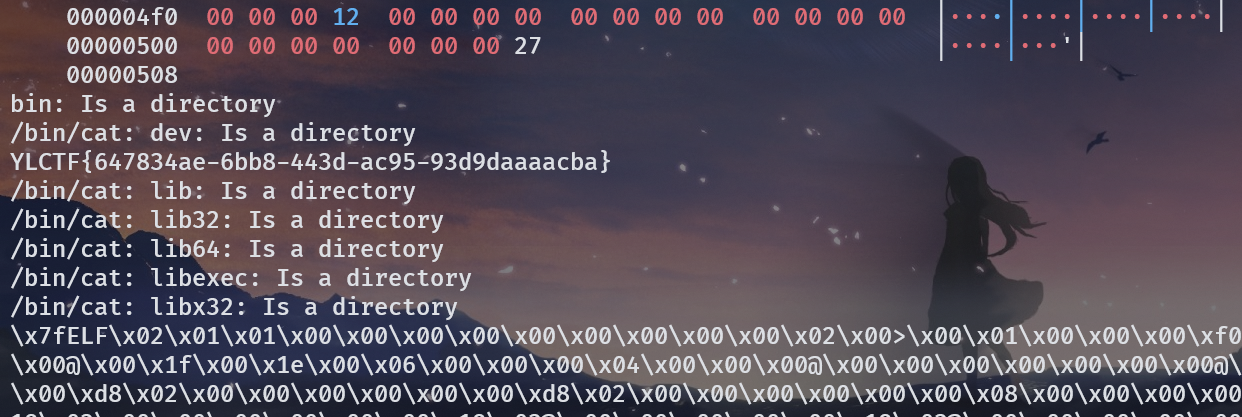 000004f0 00 00 00 12 00 00 00 00 00 00 00 00 00 00 00 00 │····│····│····│····│
00000500 00 00 00 00 00 00 00 27 │····│···'│
00000508
bin: Is a directory
/bin/cat: dev: Is a directory
YLCTF{647834ae-6bb8-443d-ac95-93d9daaaacba}
/bin/cat: lib: Is a directory
/bin/cat: lib32: Is a directory
/bin/cat: lib64: Is a directory
/bin/cat: libexec: Is a directory
/bin/cat: libx32: Is a directory
\x7fELF\x02\x01\x01\x00\x00\x00\x00\x00\x00\x00\x00\x00\x02\x00>\x00\x01\x00\x00\x00\xf0
\x00@\x00\x1f\x00\x1e\x00\x06\x00\x00\x00\x04\x00\x00\x00@\x00\x00\x00\x00\x00\x00\x00@\
\x00\xd8\x02\x00\x00\x00\x00\x00\x00\xd8\x02\x00\x00\x00\x00\x00\x00\x08\x00\x00\x00\x00